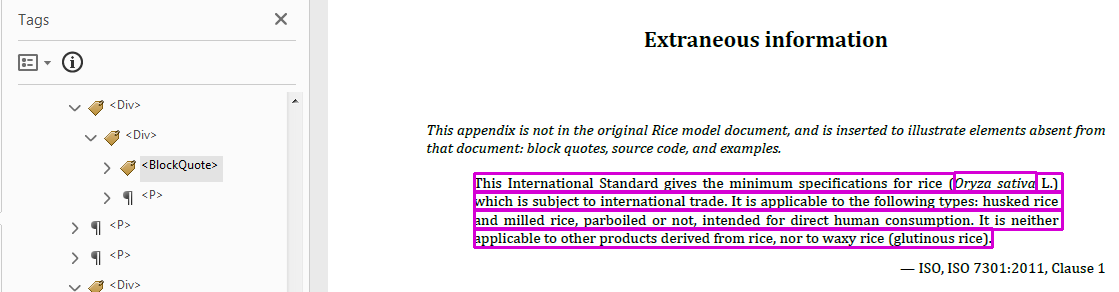 Tags
<Div>
<Div>
<BlockQuote>
<P>
<P>
<P>
<Div>
Extraneous information
This appendix is not in the original Rice model document, and is inserted to illustrate elements absent from
that document: block quotes, source code, and examples.
This International Standard gives the minimum specifications for rice (Oryza sativa L.)
which is subject to international trade. It is applicable to the following types: husked rice
and milled rice, parboiled or not, intended for direct human consumption. It is neither
applicable to other products derived from rice, nor to waxy rice (glutinous rice).
— ISO, ISO 7301:2011, Clause 1